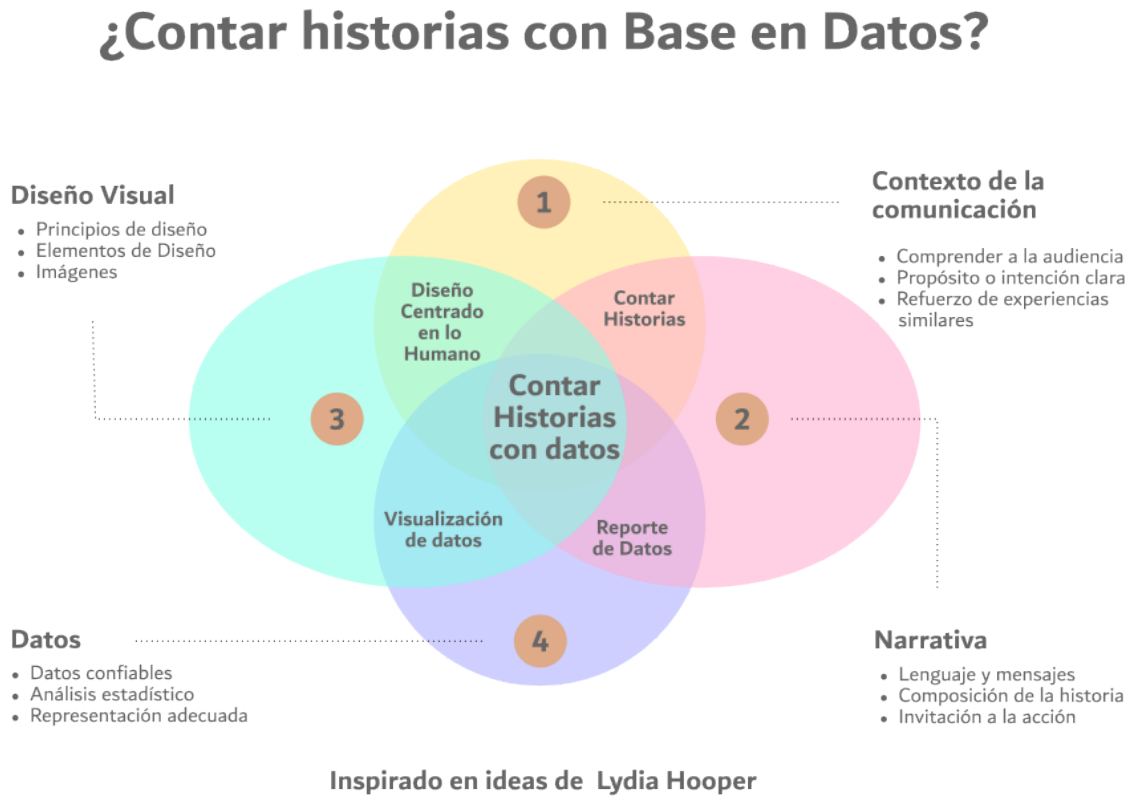 ¿Contar historias con Base en Datos?
Diseño Visual
• Principios de diseño
• Elementos de Diseño
• Imágenes
1
Contexto de la
comunicación
• Comprender a la audiencia
• Propósito o intención clara
• Refuerzo de experiencias
similares
Diseño
Centrado
en lo
Humano
Contar
Historias
3
Contar
Historias
con datos
2
Visualización
de datos
Reporte
de Datos
Datos
• Datos confiables
• Análisis estadístico
• Representación adecuada
4
Narrativa
• Lenguaje y mensajes
• Composición de la historia
• Invitación a la acción
Inspirado en ideas de Lydia Hooper